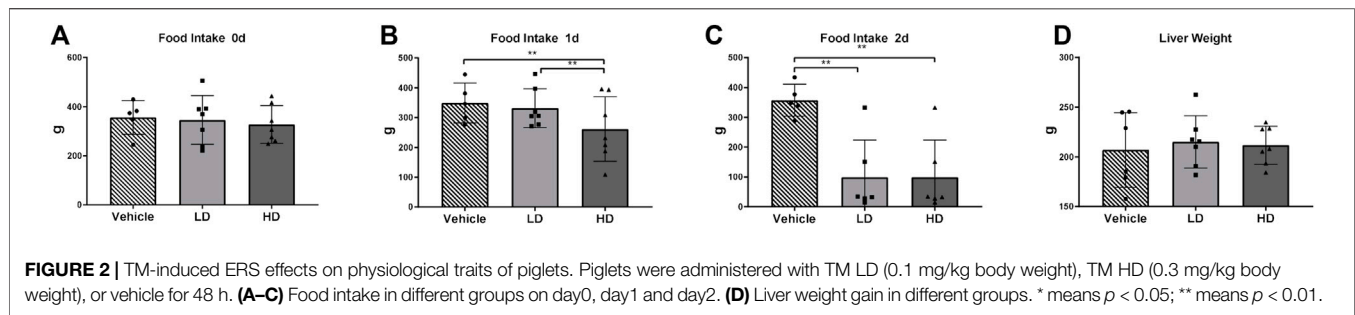 A Food Intake 0d
600
400
200
0
g
Vehicle LD HD
B Food Intake 1d
**
**
500
400
300
200
100
0
g
Vehicle LD HD
C Food Intake 2d
**
**
500
400
300
200
100
0
g
Vehicle LD HD
D Liver Weight
300
250
200
150
g
Vehicle LD HD
FIGURE 2 | TM-induced ERS effects on physiological traits of piglets. Piglets were administered with TM LD (0.1 mg/kg body weight), TM HD (0.3 mg/kg body
weight), or vehicle for 48 h. (A–C) Food intake in different groups on day0, day1 and day2. (D) Liver weight gain in different groups. * means p < 0.05; ** means p < 0.01.